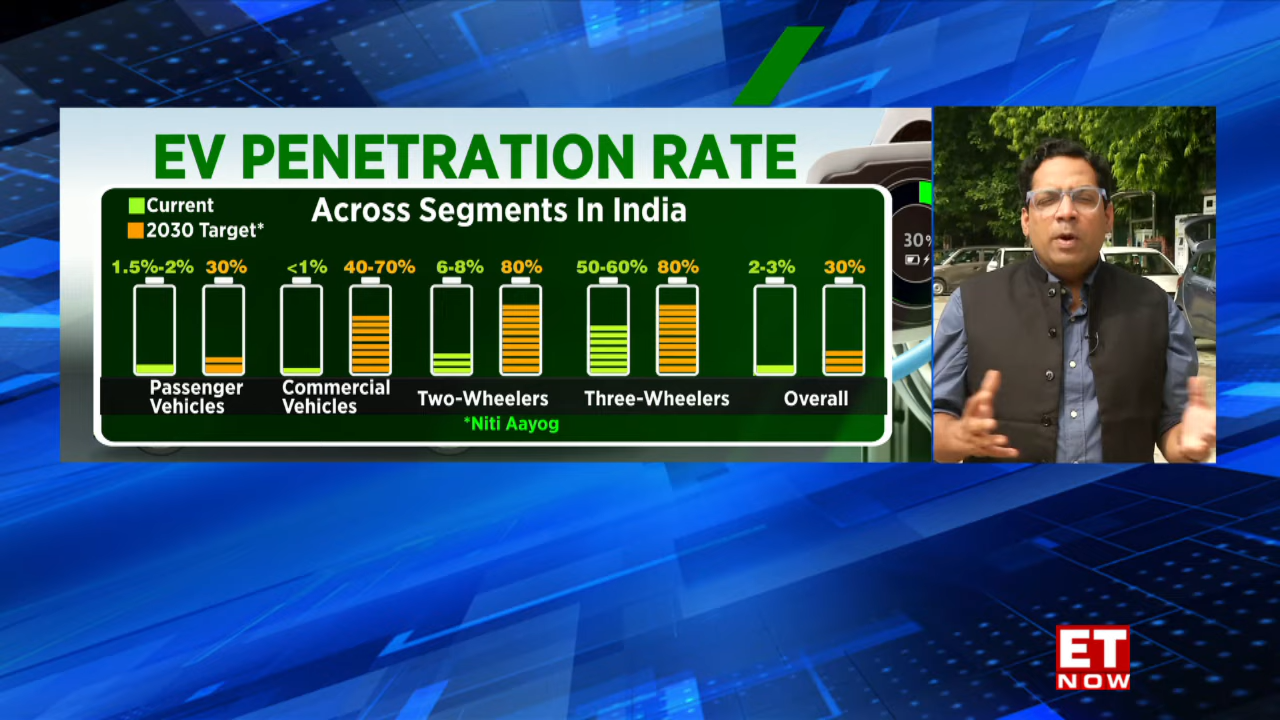 EV PENETRATION RATE
Across Segments In India
Current
2030 Target*
1.5%-2% 30% <1% 40-70% 6-8% 80% 50-60% 80% 2-3% 30%
Passenger Vehicles
Commercial Vehicles
Two-Wheelers
Three-Wheelers
Overall
*Niti Aayog
30%
ET
NOW